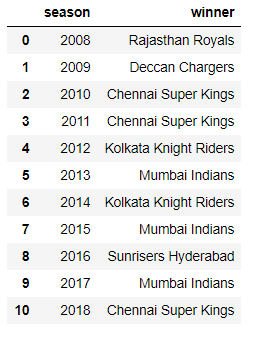 season winner
0 2008 Rajasthan Royals
1 2009 Deccan Chargers
2 2010 Chennai Super Kings
3 2011 Chennai Super Kings
4 2012 Kolkata Knight Riders
5 2013 Mumbai Indians
6 2014 Kolkata Knight Riders
7 2015 Mumbai Indians
8 2016 Sunrisers Hyderabad
9 2017 Mumbai Indians
10 2018 Chennai Super Kings